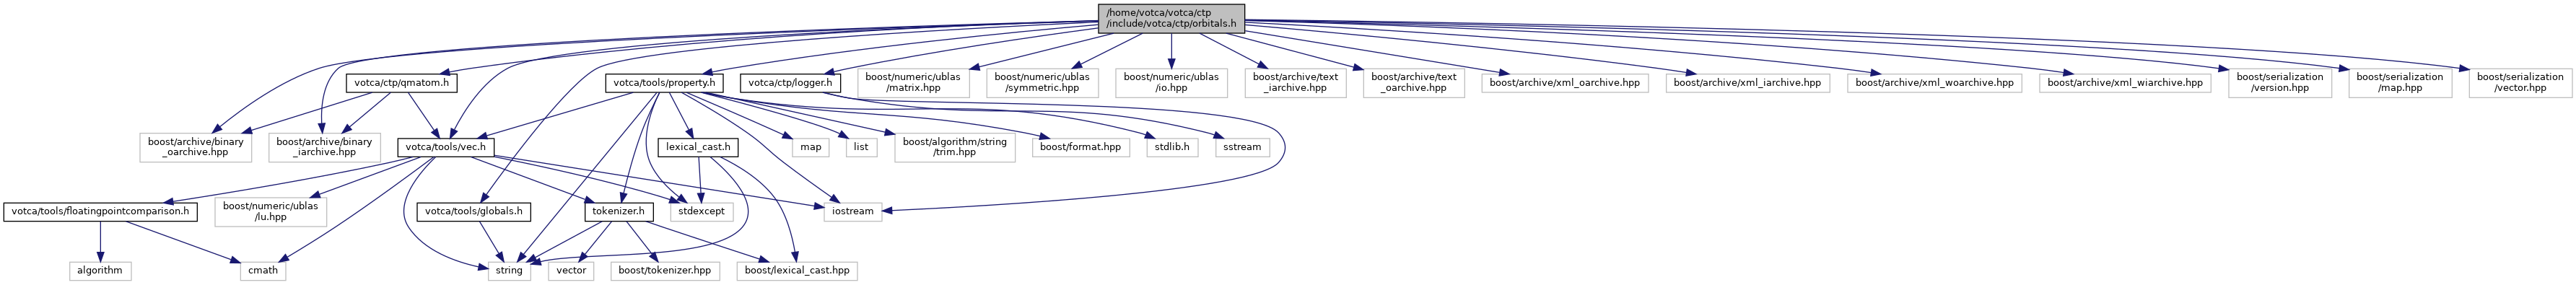 /home/votca/votca/ctp
/include/votca/ctp/orbitals.h
votca/ctp/qmatom.h
votca/tools/property.h
votca/ctp/logger.h
boost/numeric/ublas
/matrix.hpp
boost/numeric/ublas
/symmetric.hpp
boost/numeric/ublas
/io.hpp
boost/archive/text
_iarchive.hpp
boost/archive/text
_oarchive.hpp
boost/archive/xml_oarchive.hpp
boost/archive/xml_iarchive.hpp
boost/archive/xml_woarchive.hpp
boost/archive/xml_wiarchive.hpp
boost/serialization
/version.hpp
boost/serialization
/map.hpp
boost/serialization
/vector.hpp
boost/archive/binary
_oarchive.hpp
boost/archive/binary
_iarchive.hpp
votca/tools/vec.h
lexical_cast.h
map
list
boost/algorithm/string
/trim.hpp
boost/format.hpp
stdlib.h
sstream
votca/tools/floatingpointcomparison.h
boost/numeric/ublas
/lu.hpp
votca/tools/globals.h
tokenizer.h
stdexcept
iostream
algorithm
cmath
string
vector
boost/tokenizer.hpp
boost/lexical_cast.hpp